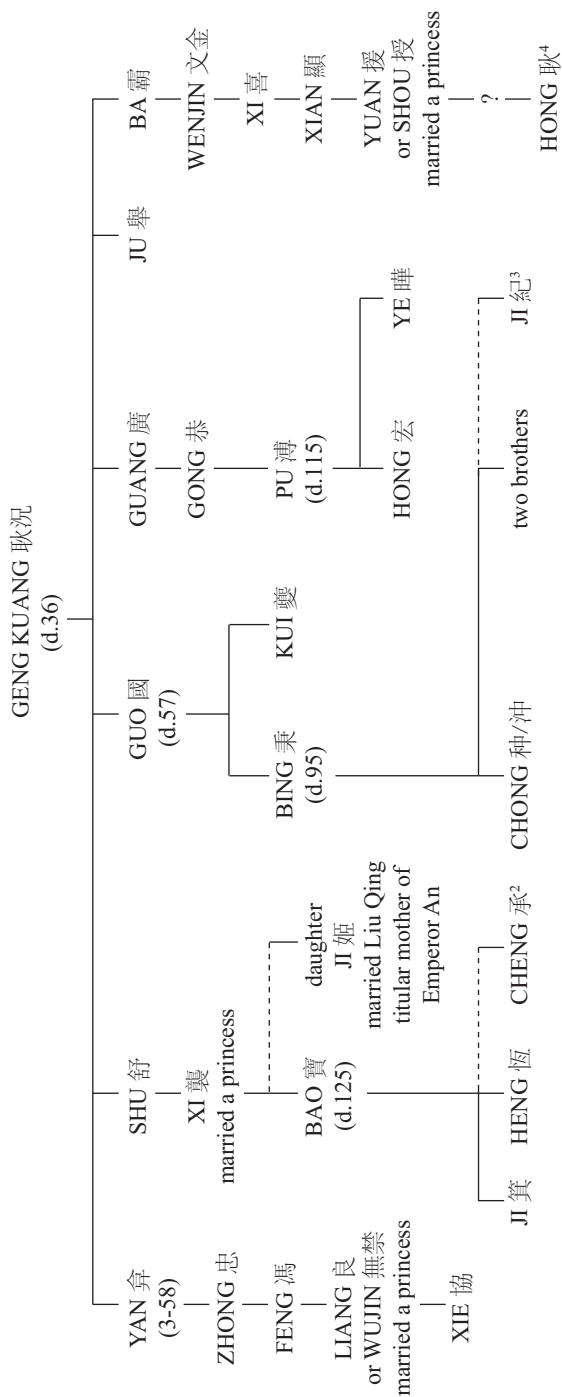 GENG KUANG 耿況
(d.36)
YAN 弇
(3-58)
SHU 舒
GUO 國
(d.57)
GUANG 廣
JU 舉
BA 霸
ZHONG 忠
XI 襲
married a princess
GONG 恭
WENJIN 文金
FENG 馮
BAO 寶
(d.125)
daughter
JI 姬
married Liu Qing
titular mother of
Emperor An
BING 秉
(d.95)
KUI 夔
PU 溥
(d.115)
XI 喜
LIANG 良
or WUJIN 無禁
married a princess
HONG 宏
YE 曄
XIAN 顯
XIE 協
JI 箕
HENG 恆
CHENG 承²
CHONG 种/沖
two brothers
JI 紀³
YUAN 援
or SHOU 授
married a princess
?
HONG 耿⁴